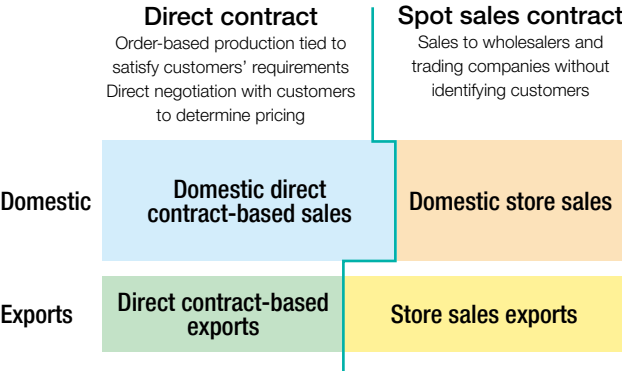 Direct contract
Order-based production tied to
satisfy customers’ requirements
Direct negotiation with customers
to determine pricing
Spot sales contract
Sales to wholesalers and
trading companies without
identifying customers
Domestic
Domestic direct
contract-based sales
Domestic store sales
Exports
Direct contract-based
exports
Store sales exports